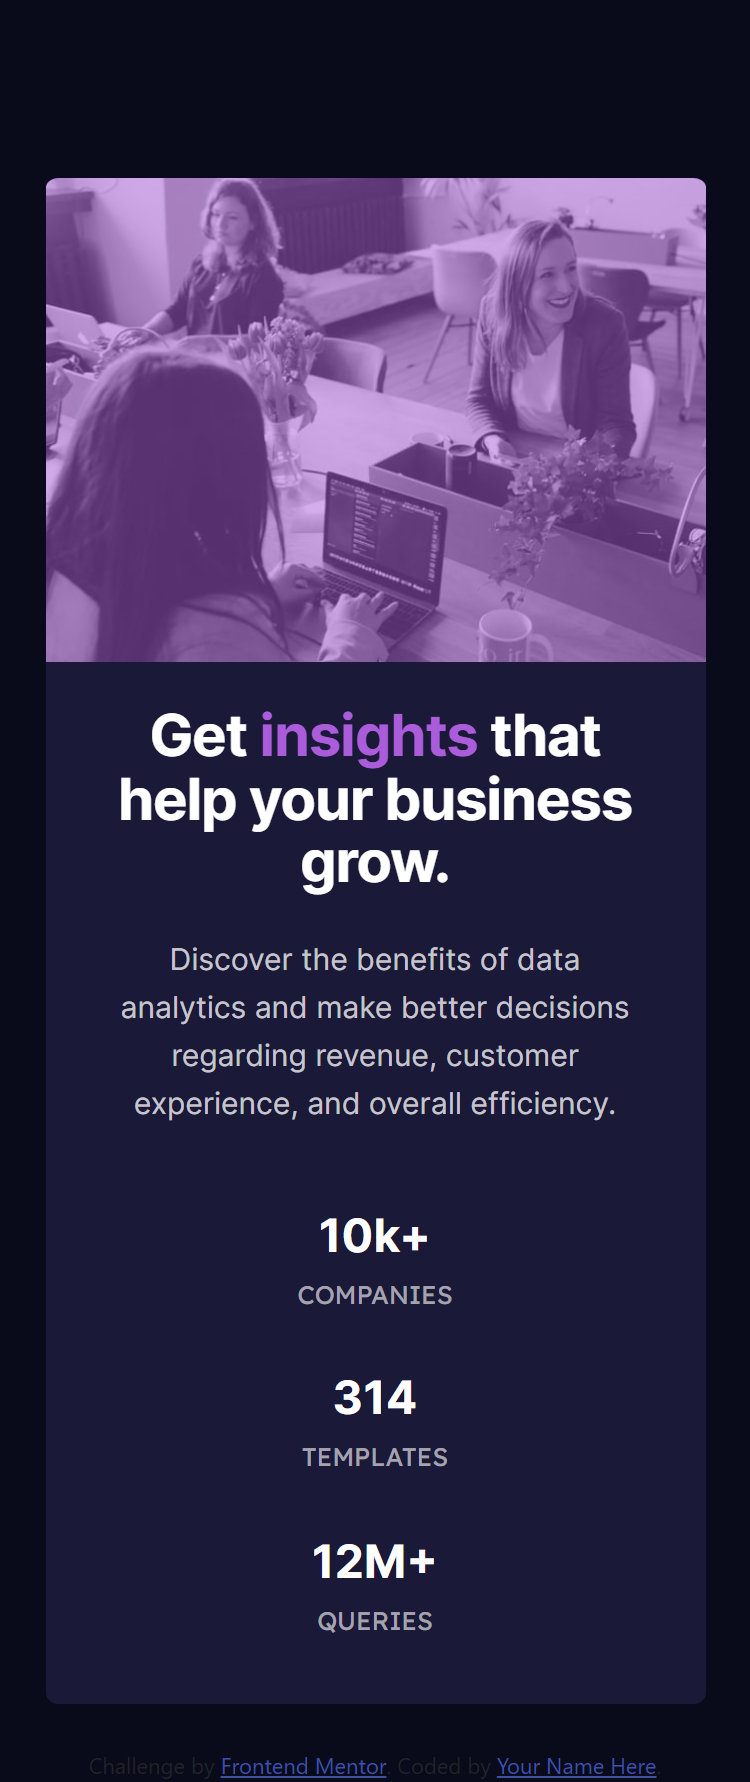 Get insights that
help your business
grow.
Discover the benefits of data
analytics and make better decisions
regarding revenue, customer
experience, and overall efficiency.
10k+
COMPANIES
314
TEMPLATES
12M+
QUERIES
Challenge by Frontend Mentor. Coded by Your Name Here.